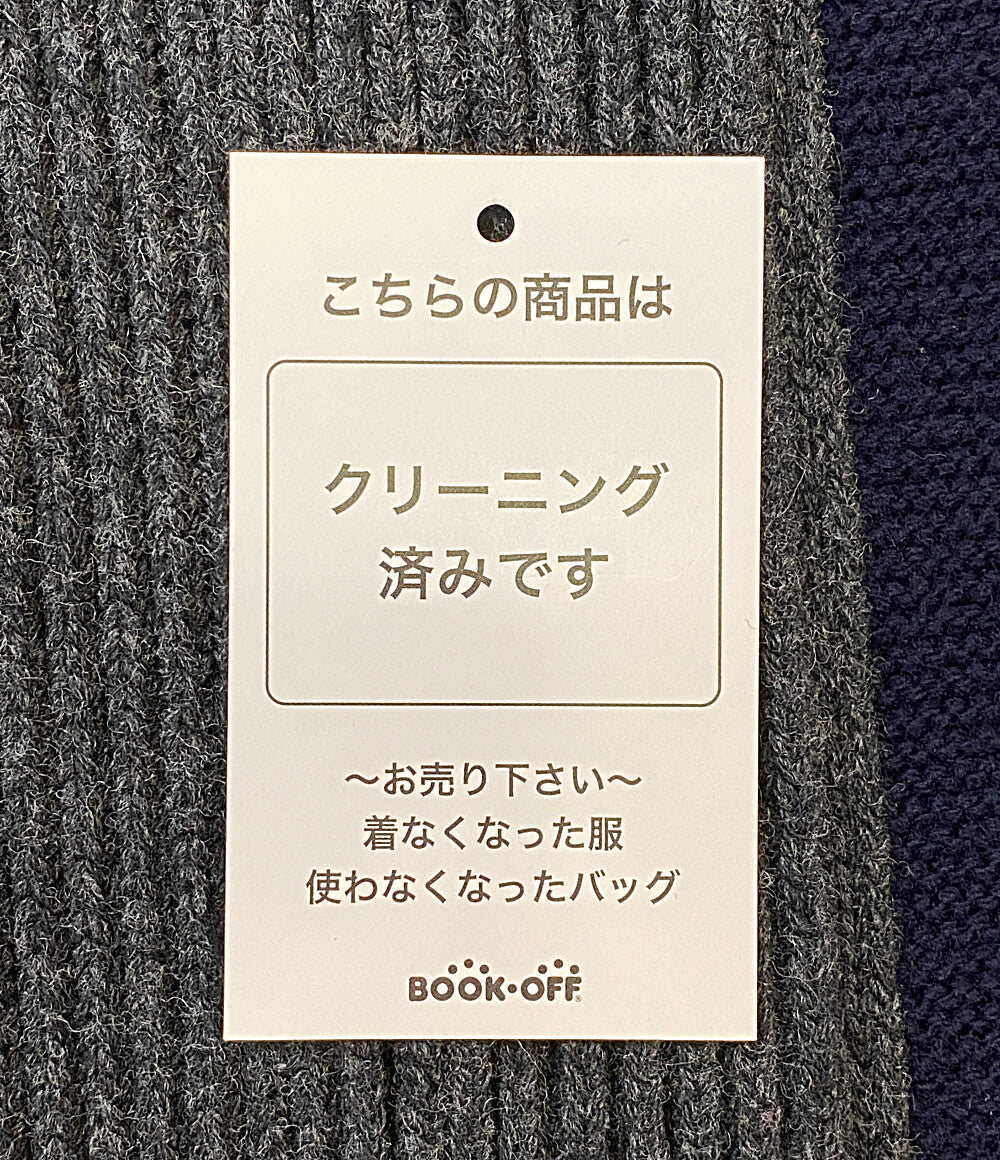 こちらの商品は
クリーニング
済みです
～お売り下さい～
着なくなった服
使わなくなったバッグ
BOOK・OFF®